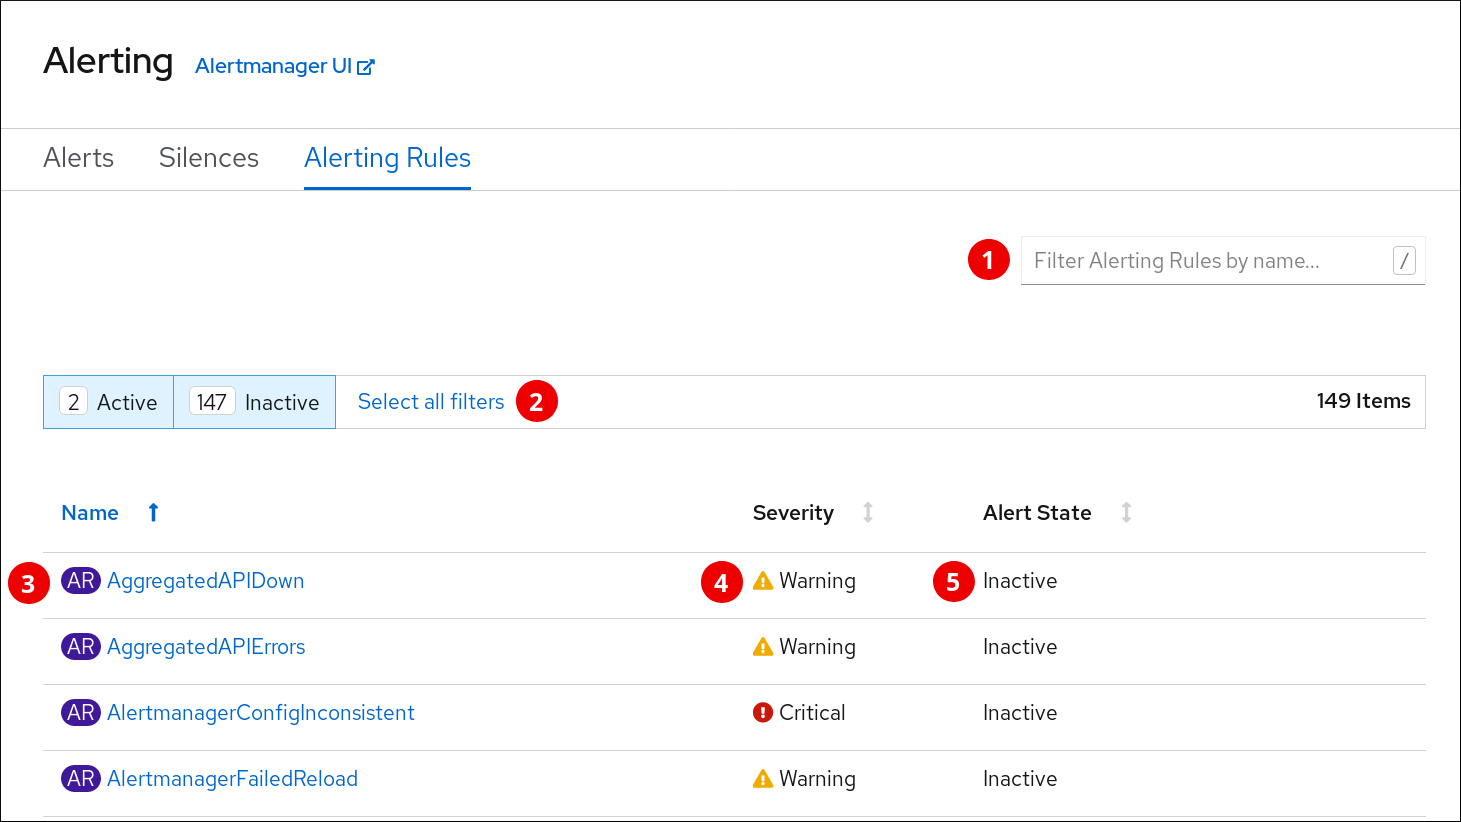 Alerting Alertmanager UI
Alerts Silences Alerting Rules
1 Filter Alerting Rules by name... /
2 Active 147 Inactive Select all filters 2 149 Items
Name Severity Alert State
3 AR AggregatedAPIDown 4 Warning 5 Inactive
AR AggregatedAPIErrors Warning Inactive
AR AlertmanagerConfigInconsistent Critical Inactive
AR AlertmanagerFailedReload Warning Inactive